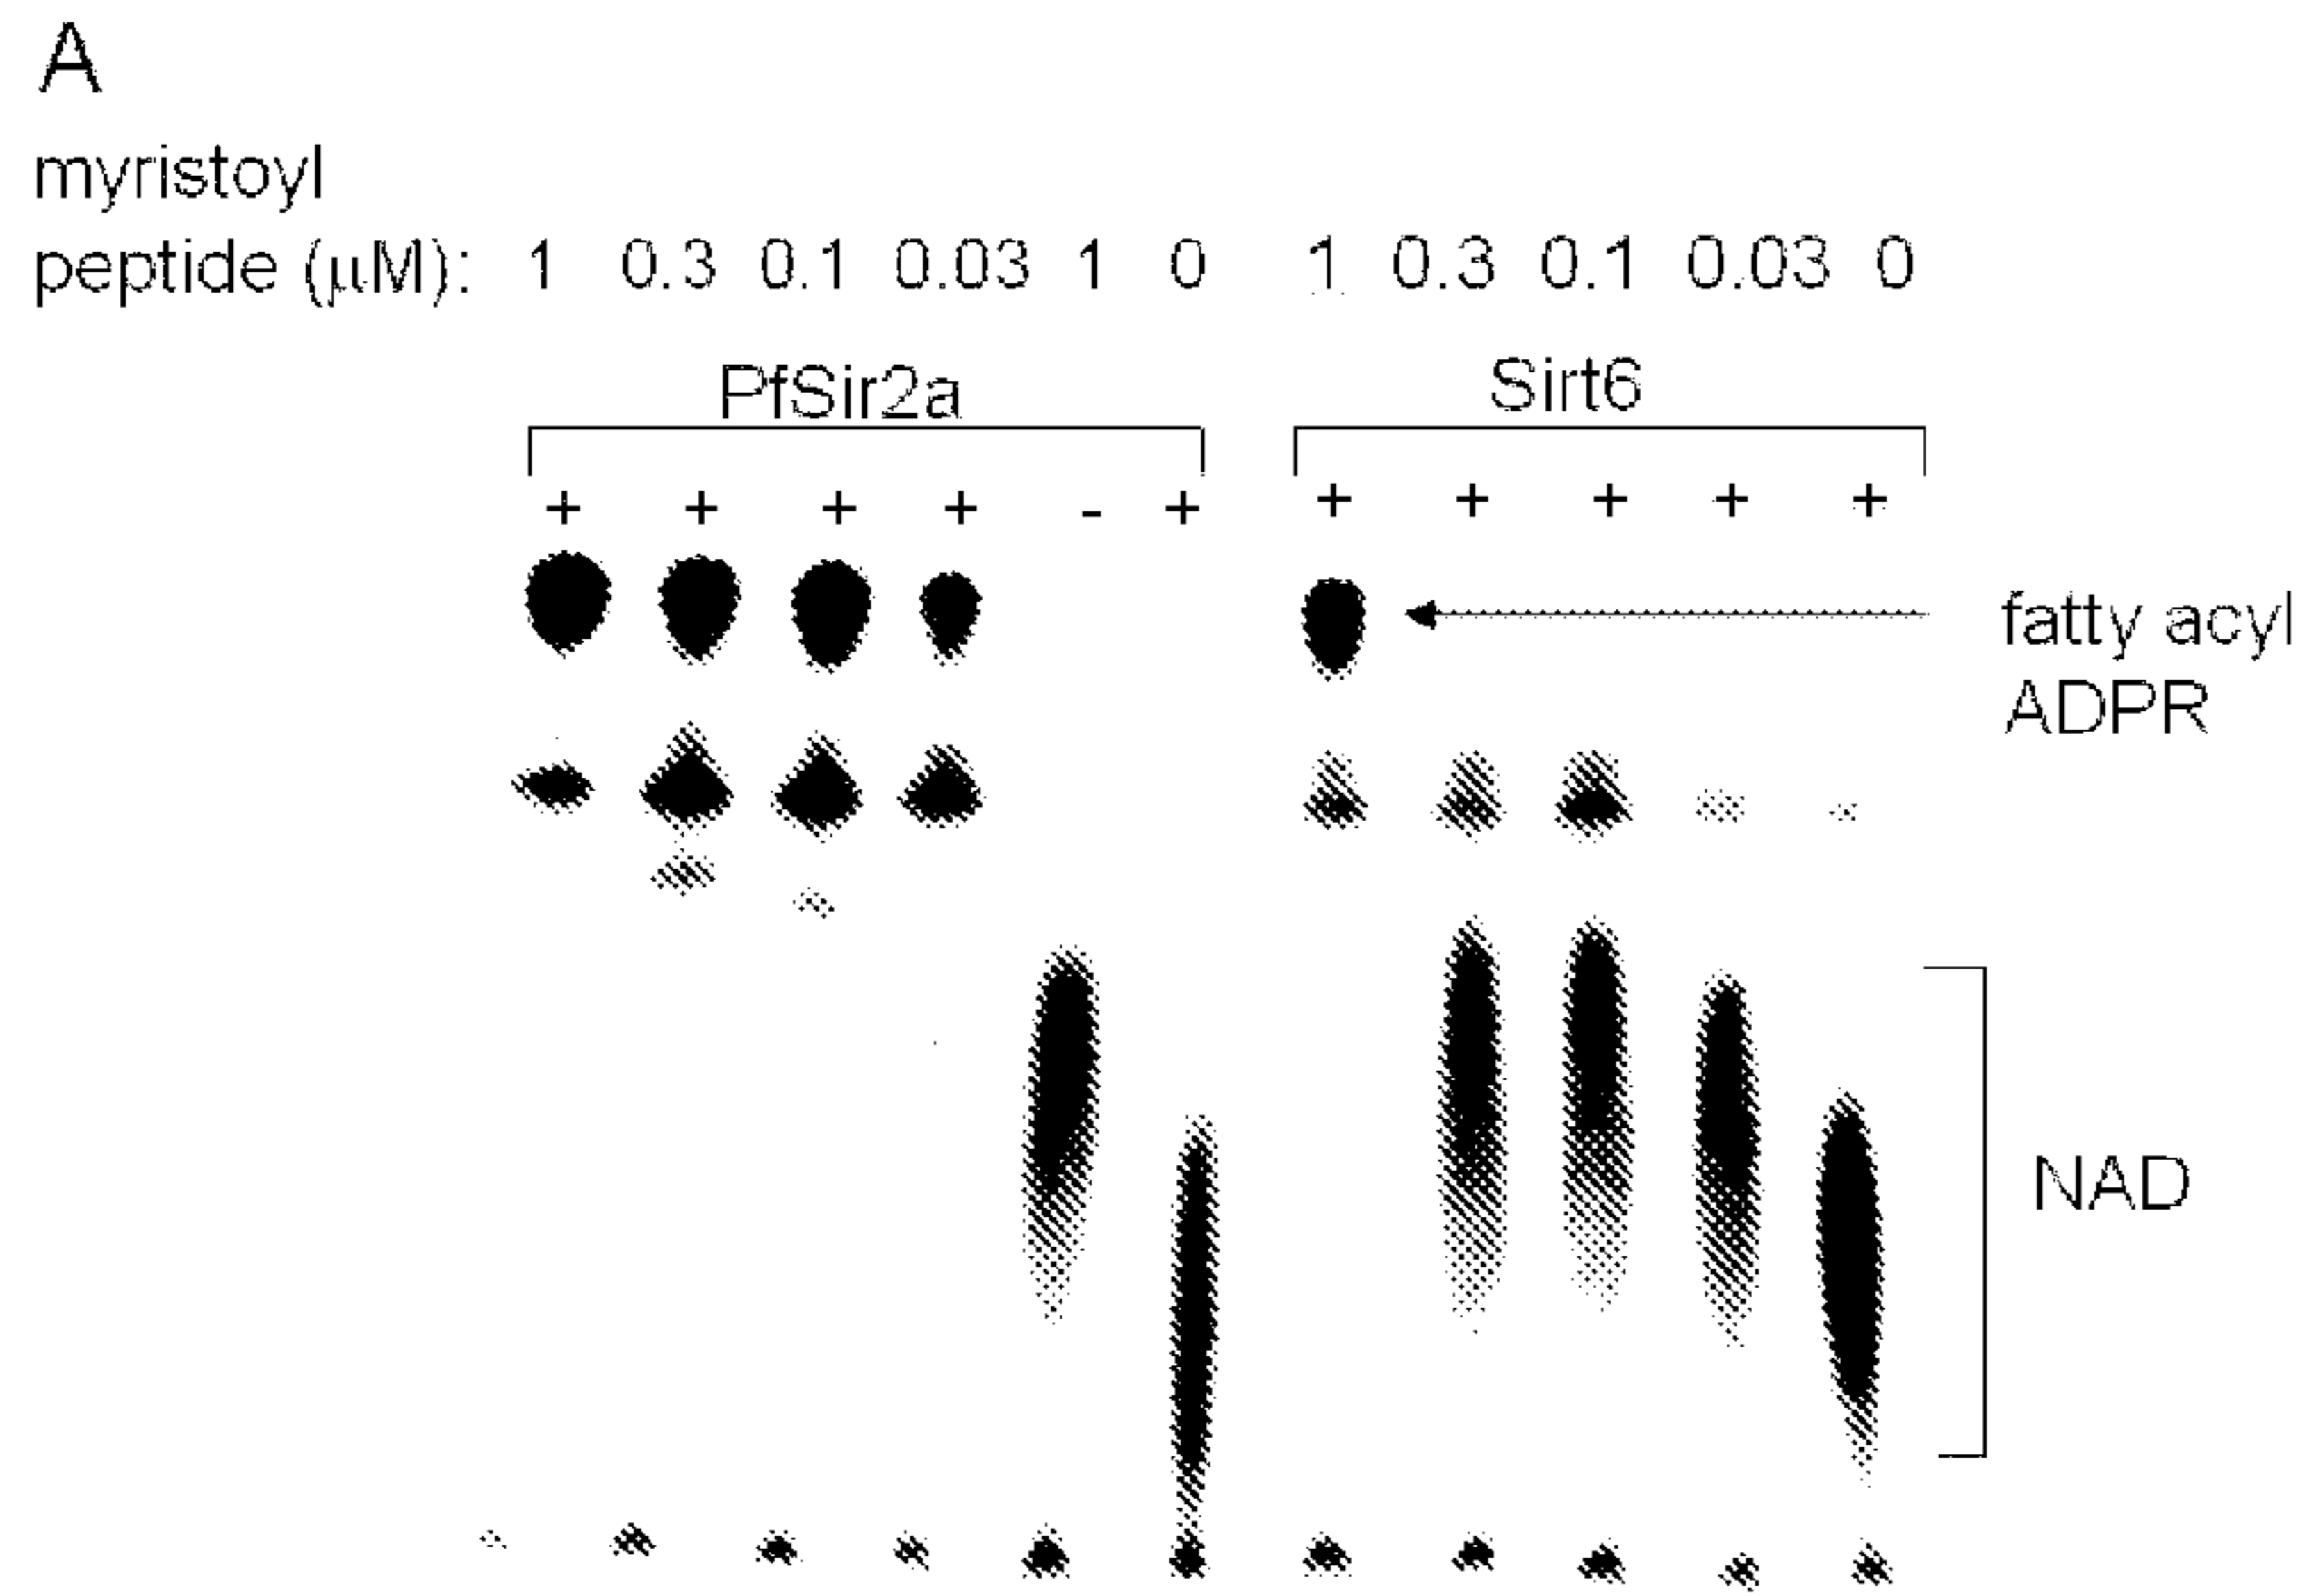 A
myristoyl
peptide (μM): 1 0.3 0.1 0.03 1 0 1 0.3 0.1 0.03 0
PfSir2a Sirt6
+ + + + - + + + + + +
fatty acyl
ADPR
NAD